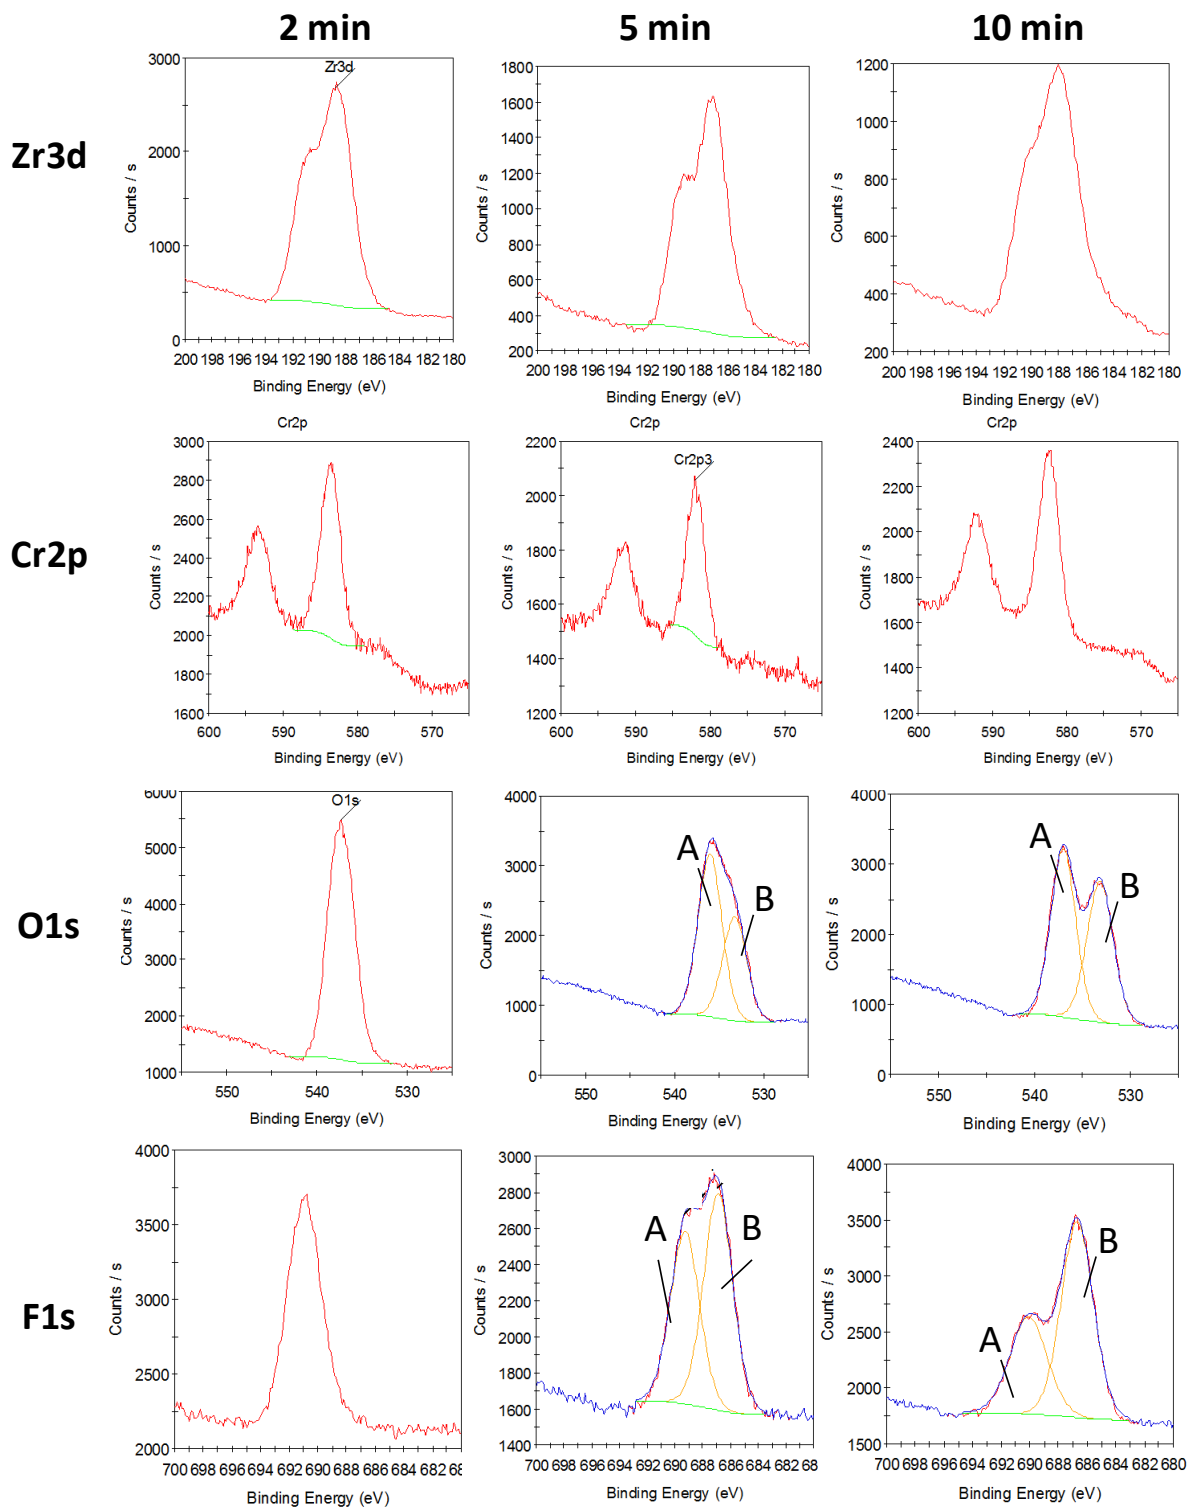 2 min
5 min
10 min
Zr3d
3000
2000
1000
0
Counts / s
Zr3d
200 198 196 194 192 190 188 186 184 182 180
Binding Energy (eV)
1800
1600
1400
1200
1000
800
600
400
200
Counts / s
200 198 196 194 192 190 188 186 184 182 180
Binding Energy (eV)
1200
1000
800
600
400
200
Counts / s
200 198 196 194 192 190 188 186 184 182 180
Binding Energy (eV)
Cr2p
Cr2p
3000
2800
2600
2400
2200
2000
1800
1600
Counts / s
600 590 580 570
Binding Energy (eV)
Cr2p
2200
2000
1800
1600
1400
1200
Counts / s
Cr2p3
600 590 580 570
Binding Energy (eV)
Cr2p
2400
2200
2000
1800
1600
1400
1200
Counts / s
600 590 580 570
Binding Energy (eV)
O1s
6000
5000
4000
3000
2000
1000
Counts / s
O1s
550 540 530
Binding Energy (eV)
4000
3000
2000
1000
0
Counts / s
A
B
550 540 530
Binding Energy (eV)
4000
3000
2000
1000
0
Counts / s
A
B
550 540 530
Binding Energy (eV)
F1s
4000
3500
3000
2500
2000
Counts / s
700 698 696 694 692 690 688 686 684 682 68
Binding Energy (eV)
3000
2800
2600
2400
2200
2000
1800
1600
1400
Counts / s
A
B
700 698 696 694 692 690 688 686 684 682 68
Binding Energy (eV)
4000
3500
3000
2500
2000
1500
Counts / s
A
B
700 698 696 694 692 690 688 686 684 682 680
Binding Energy (eV)